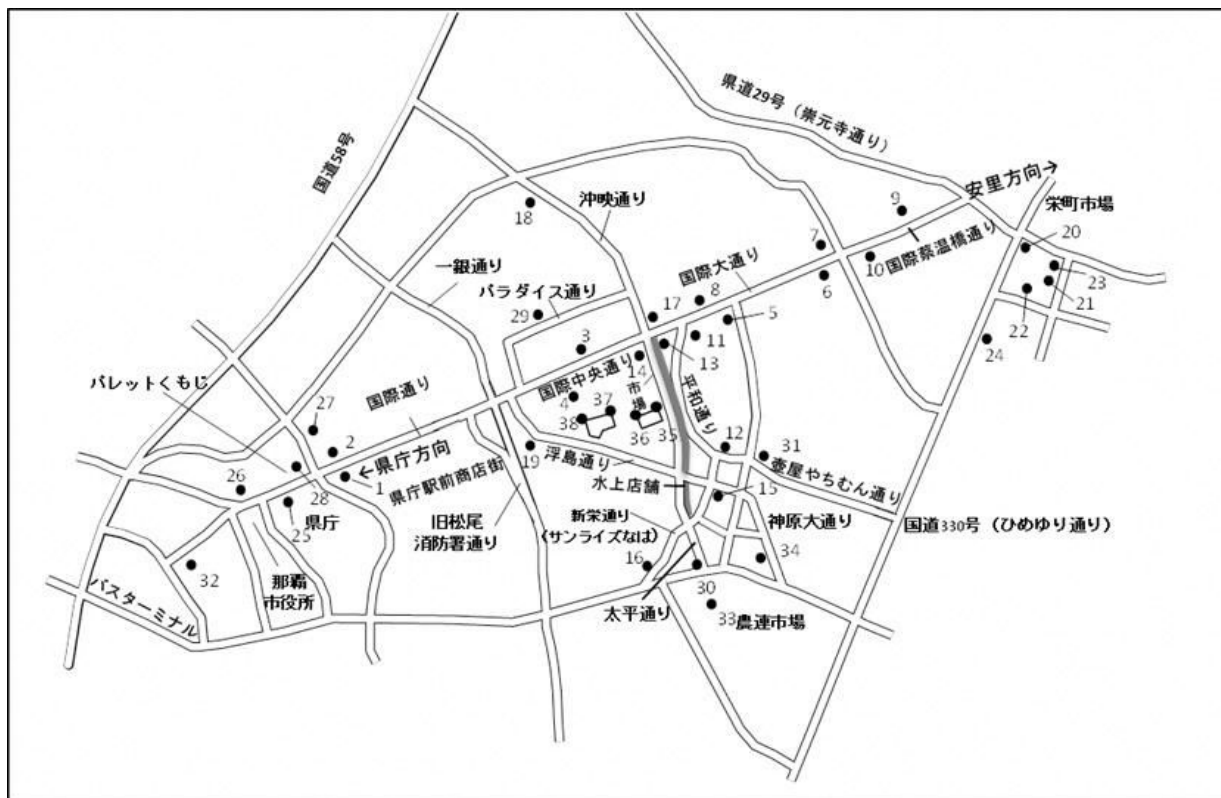 県道29号（崇元寺通り）
国道58号
安里方向→
栄町市場
9
20
18
沖映通り
7
国際蔡温橋通り
10
23
一銀通り
国際大通り
8
6
21
パラダイス通り
22
29
17
5
3
11
24
13
14
国際中央通り
市場
平和通り
パレットくもじ
国際通り
4
37
27
38
36
35
2
12
31
←県庁方向
19
浮島通り
壺屋やちむん通り
26
1
県庁駅前商店街
28
水上店舗
15
25
県庁
新栄通り
（サンライズなは）
神原大通り
国道330号（ひめゆり通り）
旧松尾
消防署通り
16
34
32
30
那覇
市役所
バスターミナル
太平通り
33
農連市場